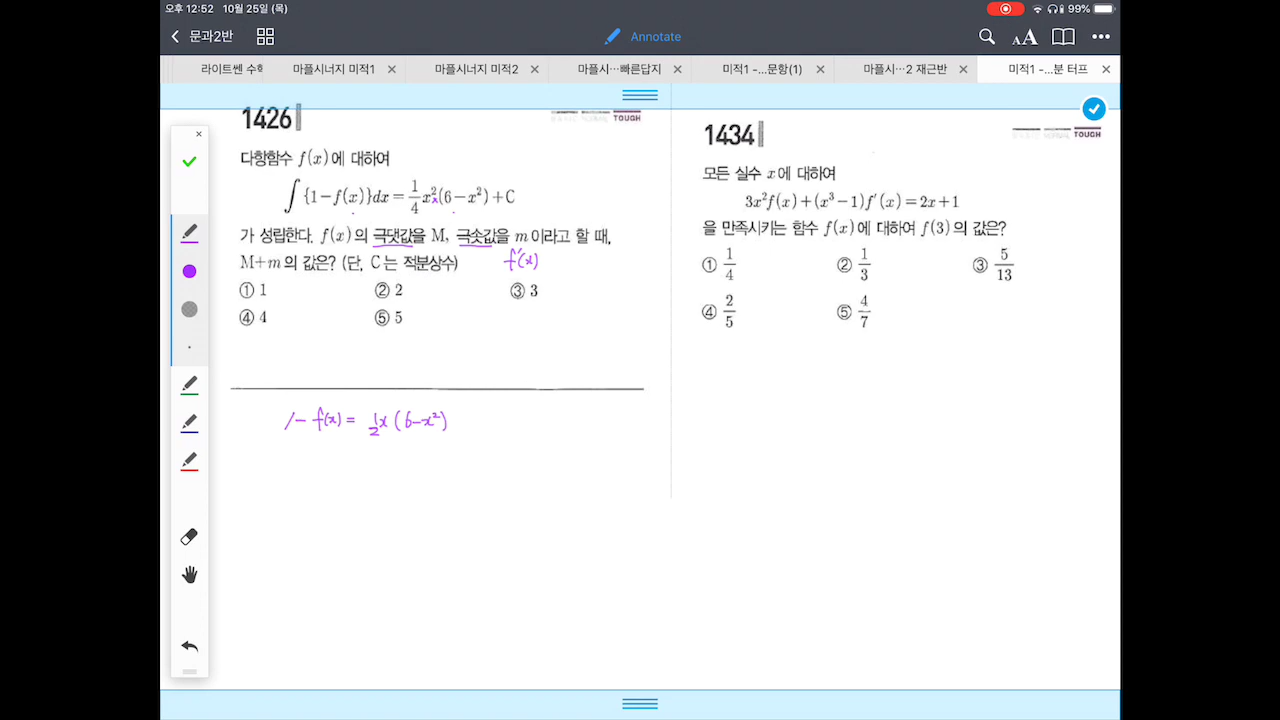 오후 12:52 10월 25일 (목)
99%
문과2반
Annotate
AA
라이트쎈 수학
마플시너지 미적1 ×
마플시너지 미적2 ×
마플시⋯빠른답지 ×
미적1 -...문항(1) ×
마플시⋯2 재근반 ×
미적1 -...분 터프 ×
1426
TOUGH
다항함수 f(x)에 대하여
∫{1−f(x)}dx=1/4x²(6−x²)+C
x
가 성립한다. f(x)의 극댓값을 M, 극솟값을 m이라고 할 때,
M+m의 값은? (단, C는 적분상수)
f'(x)
① 1 ② 2 ③ 3
④ 4 ⑤ 5
1− f(x) = 1/2x (6−x²)
1434
TOUGH
모든 실수 x에 대하여
3x²f(x)+(x³−1)f′(x)=2x+1
을 만족시키는 함수 f(x)에 대하여 f(3)의 값은?
① 1/4 ② 1/3 ③ 5/13
④ 2/5 ⑤ 4/7